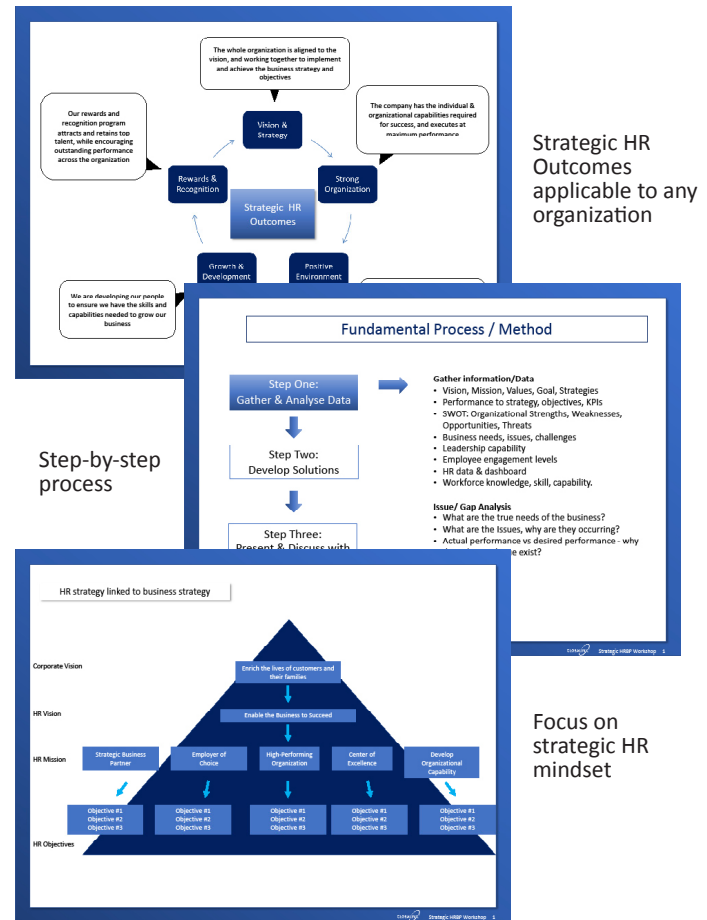 The whole organization is aligned to the
vision, and working together to implement
and achieve the business strategy and
objectives
Our rewards and
recognition program
attracts and retains top
talent, while encouraging
outstanding performance
across the organization
The company has the individual &
organizational capabilities required
for success, and executes at
maximum performance
Vision &
Strategy
Rewards &
Recognition
Strong
Organization
Strategic HR
Outcomes
Growth &
Development
Positive
Environment
We are developing our people
to ensure we have the skills and
capabilities needed to grow our
business
Strategic HR
Outcomes
applicable to any
organization
Fundamental Process / Method
Step One:
Gather & Analyse Data
Step Two:
Develop Solutions
Step Three:
Present & Discuss with
Gather information/Data
• Vision, Mission, Values, Goal, Strategies
• Performance to strategy, objectives, KPIs
• SWOT: Organizational Strengths, Weaknesses,
Opportunities, Threats
• Business needs, issues, challenges
• Leadership capability
• Employee engagement levels
• HR data & dashboard
• Workforce knowledge, skill, capability.
Issue/ Gap Analysis
• What are the true needs of the business?
• What are the Issues, why are they occurring?
• Actual performance vs desired performance - why
exist?
Strategic HRBP Workshop 1
Step-by-step
process
HR strategy linked to business strategy
Corporate Vision
Enrich the lives of customers and
their families
HR Vision
Enable the Business to Succeed
HR Mission
Strategic Business
Partner
Employer of
Choice
High-Performing
Organization
Center of
Excellence
Develop
Organizational
Capability
Objective #1
Objective #2
Objective #3
Objective #1
Objective #2
Objective #3
Objective #1
Objective #2
Objective #3
Objective #1
Objective #2
Objective #3
Objective #1
Objective #2
Objective #3
HR Objectives
Strategic HRBP Workshop 1
Focus on
strategic HR
mindset